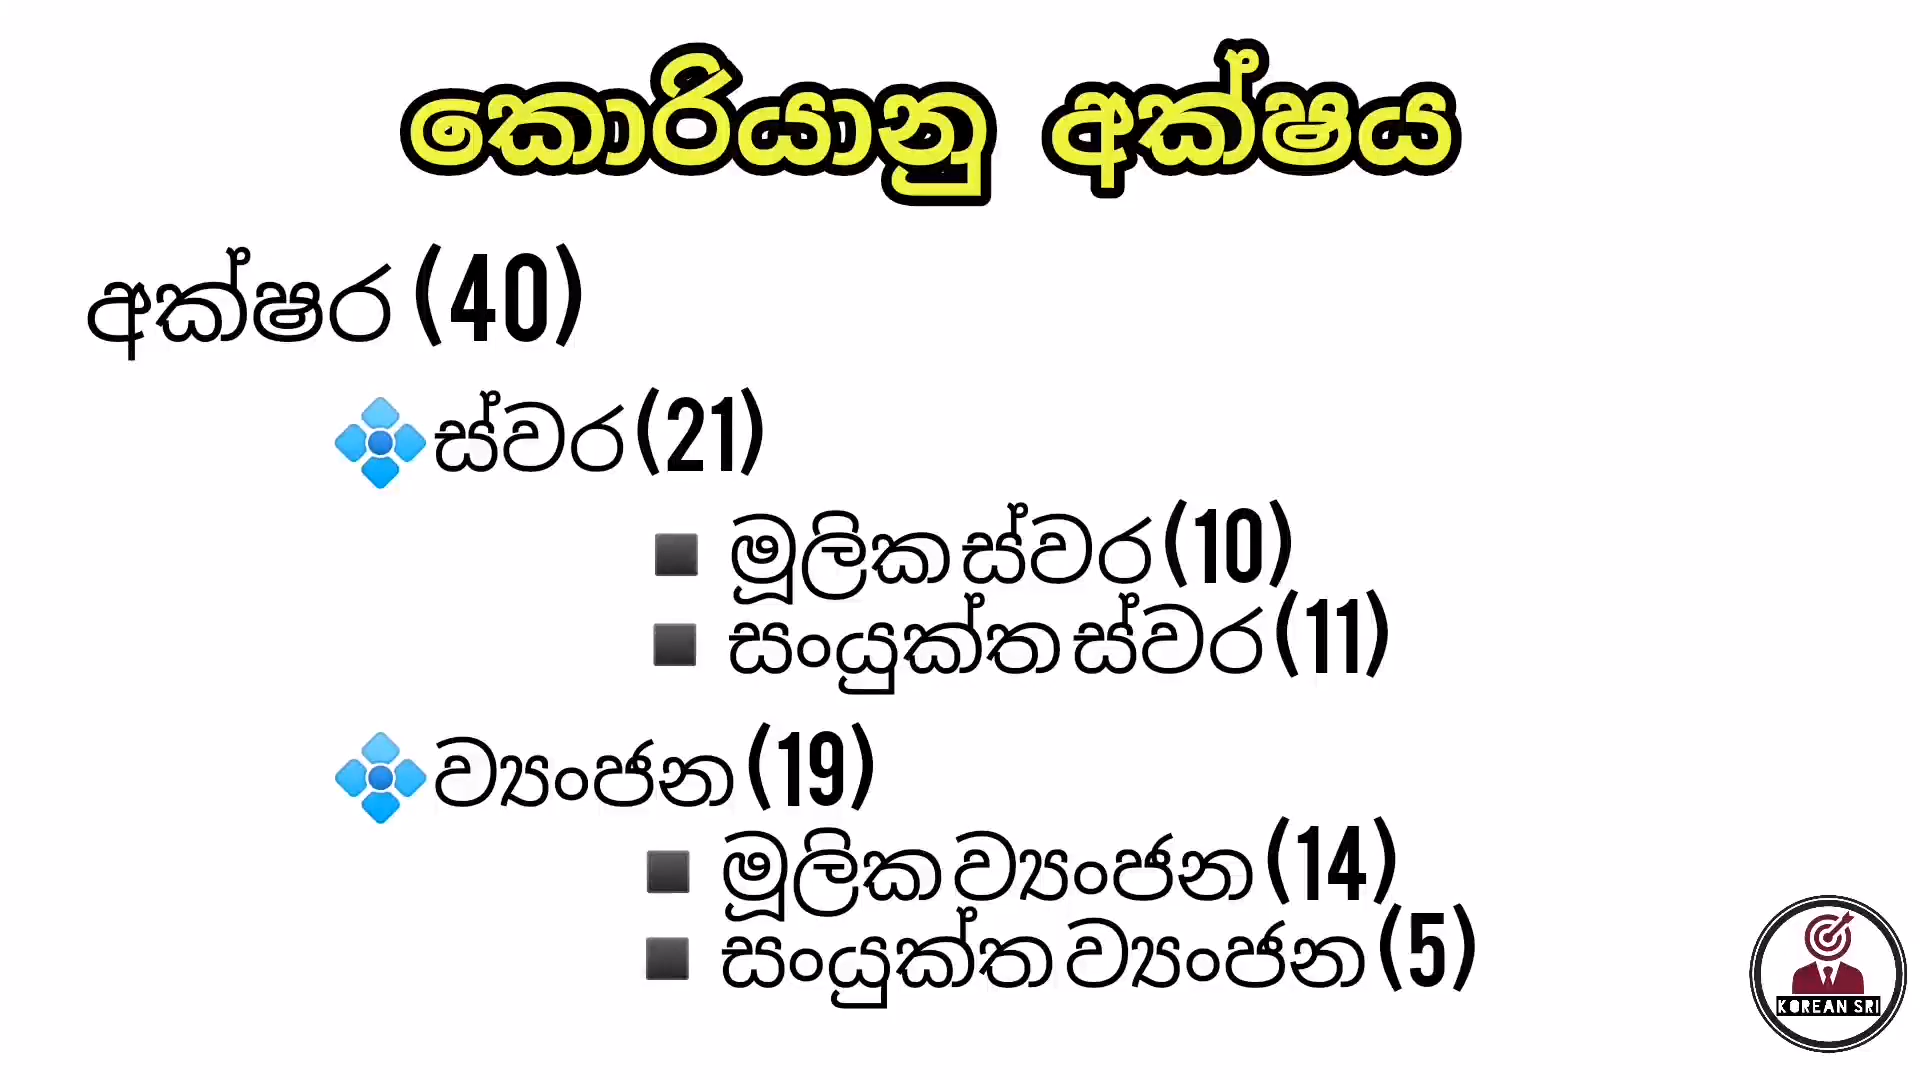 කොරියානු අක්ෂය
අක්ෂර (40)
ස්වර (21)
මූලික ස්වර (10)
සංයුක්ත ස්වර (11)
ව්‍යංජන (19)
මූලික ව්‍යංජන (14)
සංයුක්ත ව්‍යංජන (5)
KOREAN SRI